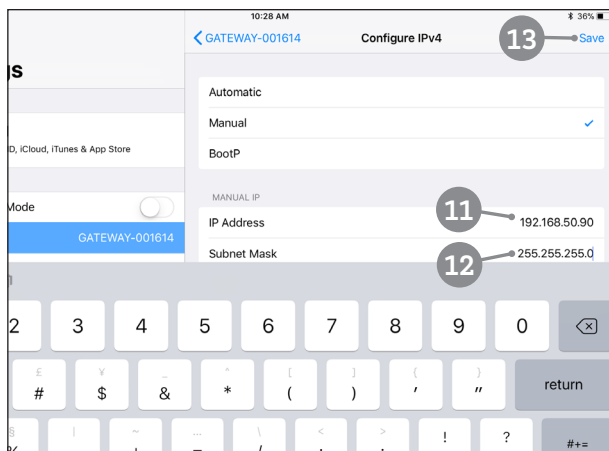 10:28 AM
36%
GATEWAY-001614
Configure IPv4
13
Save
gs
Automatic
Manual
BootP
D, iCloud, iTunes & App Store
MANUAL IP
Mode
GATEWAY-001614
IP Address
11
192.168.50.90
Subnet Mask
12
255.255.255.0
2 3 4 5 6 7 8 9 0
£ ¥ _ ^ [ ] { }
# $ & * ( ) ' "
return
§ | ~ … \ < >
% ! ?
#+=